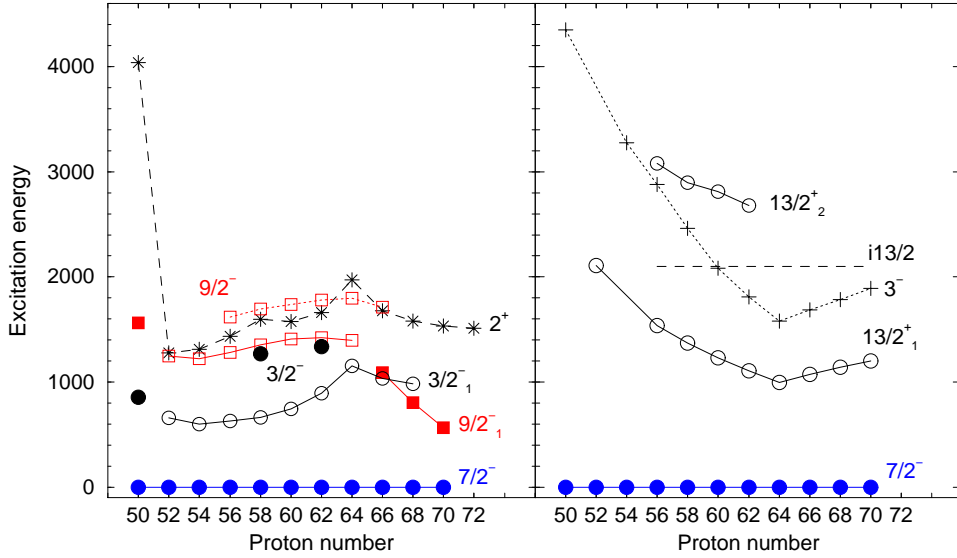 Excitation energy
4000
3000
2000
1000
0
9/2⁻
2⁺
3/2⁻
3/2⁻₁
9/2⁻₁
7/2⁻
50 52 54 56 58 60 62 64 66 68 70 72
Proton number
13/2⁺₂
i13/2
3⁻
13/2⁺₁
7/2⁻
50 52 54 56 58 60 62 64 66 68 70 72
Proton number